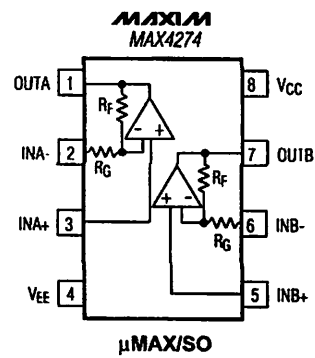 MAXIM
MAX4274
OUTA 1
8 VCC
RF
- +
INA- 2
RG
7 OUTB
RF
+ -
INA+ 3
6 INB-
RG
VEE 4
5 INB+
μMAX/SO